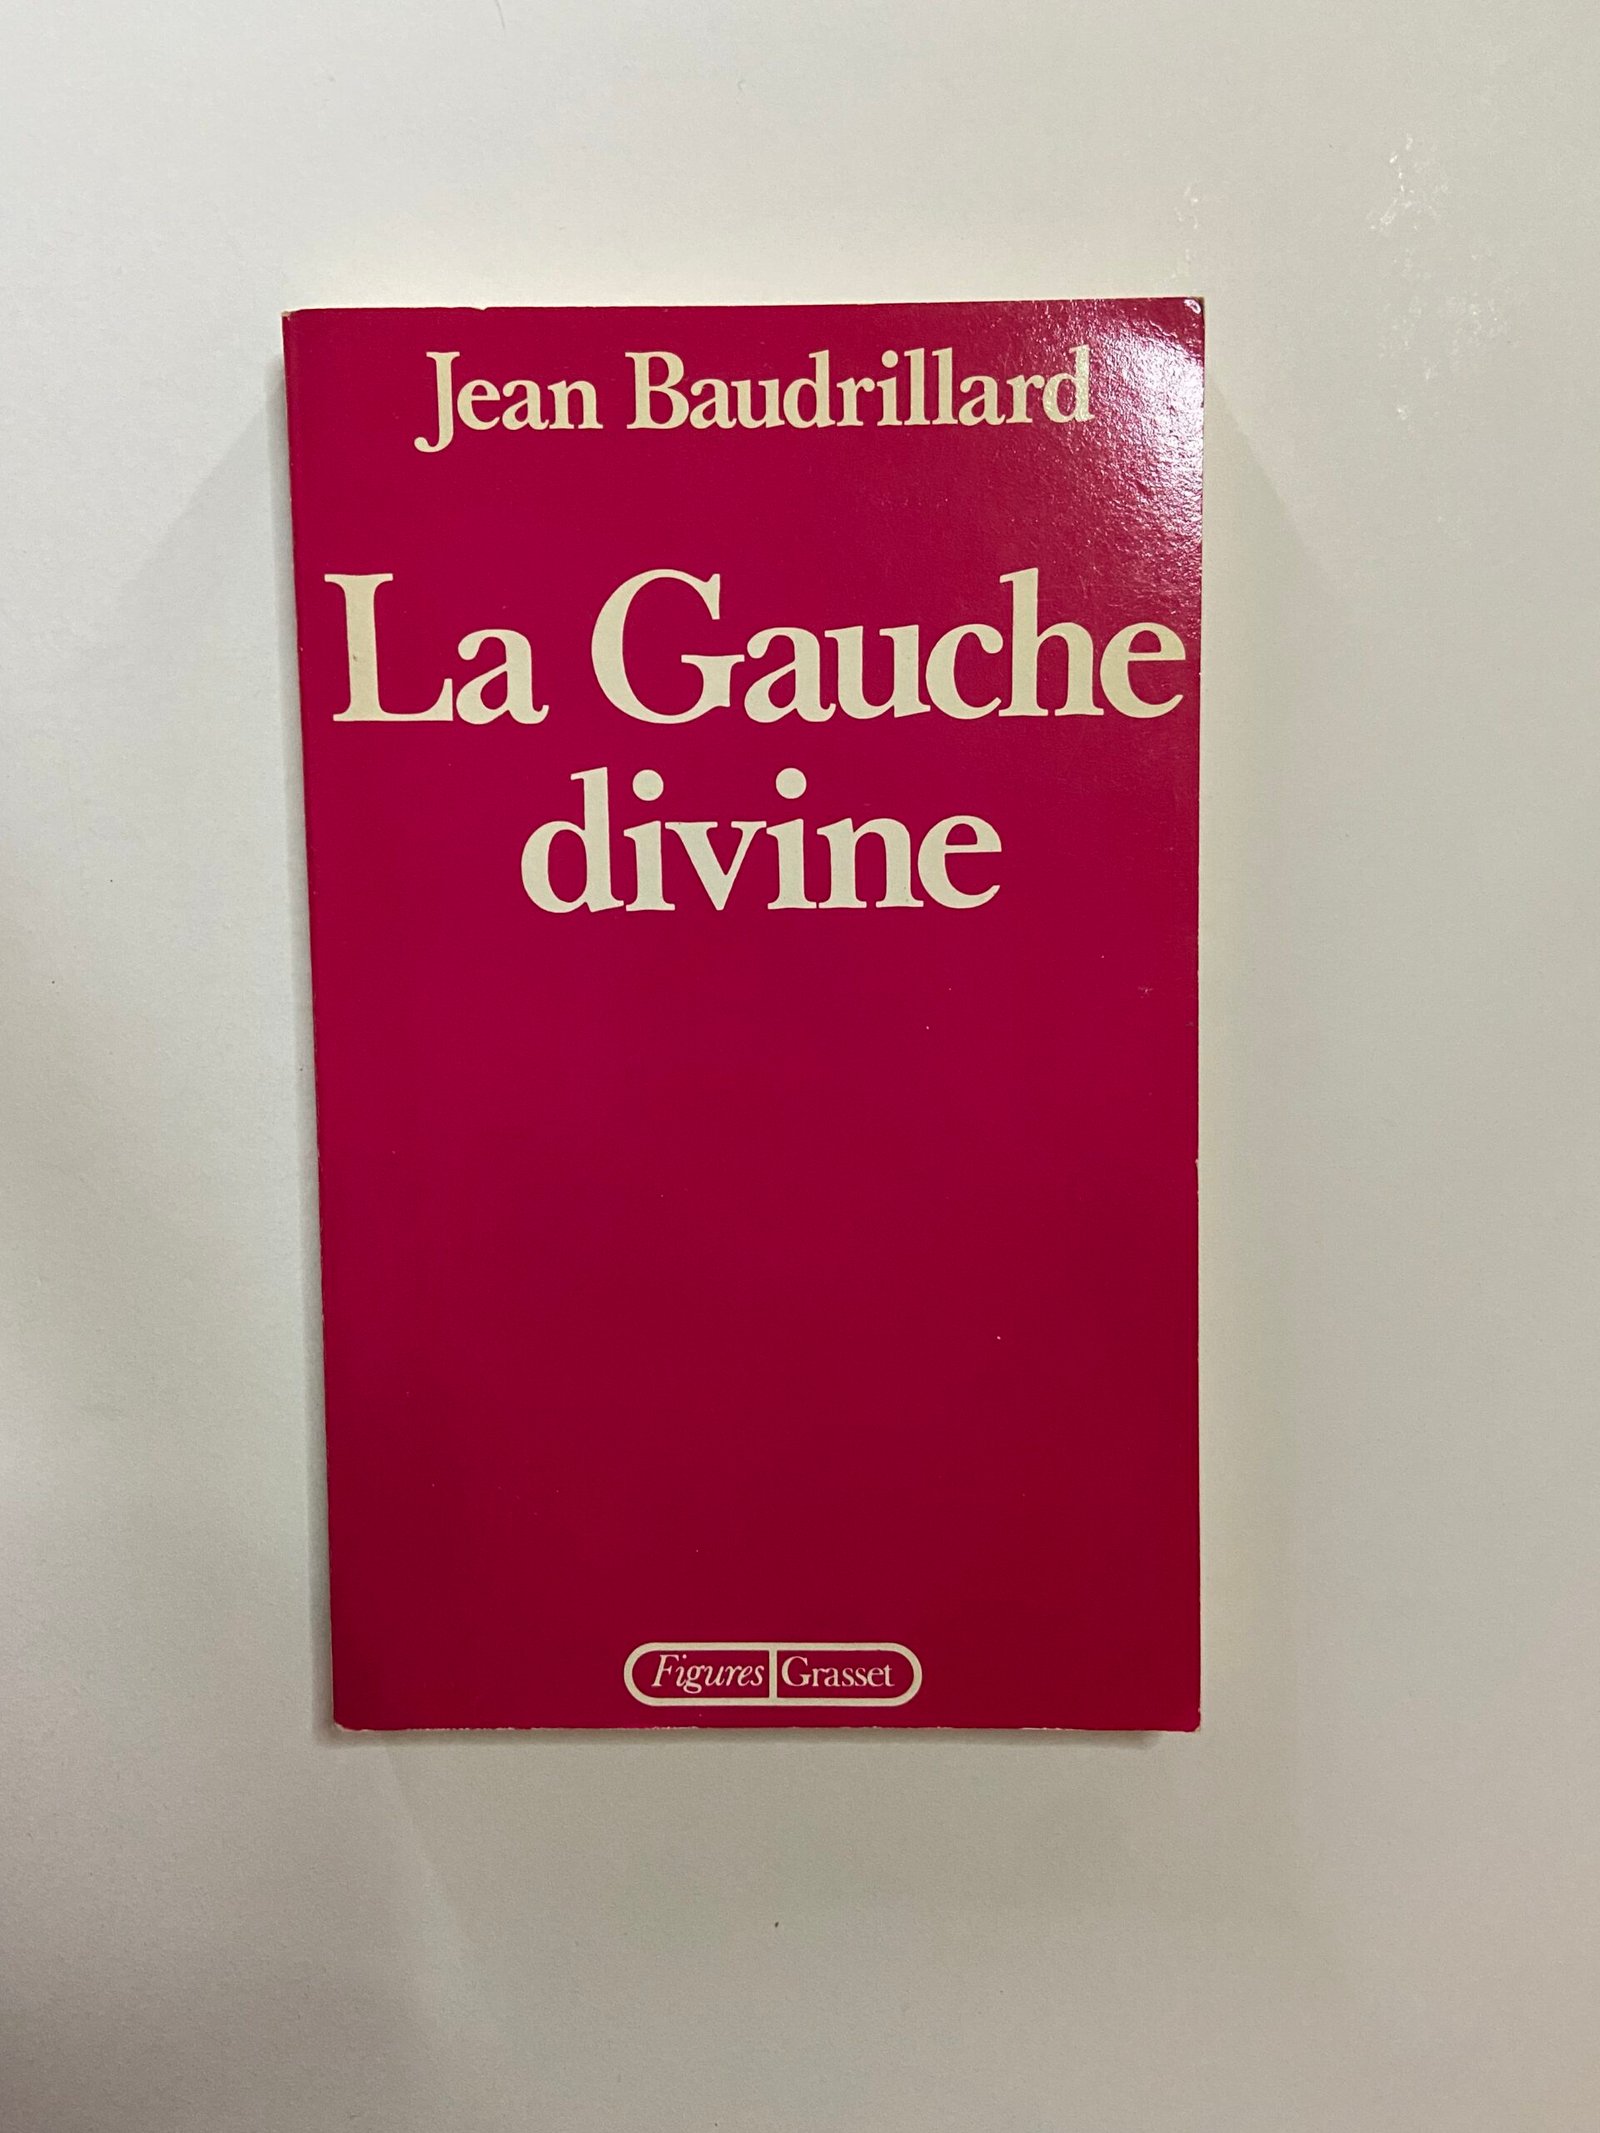 Jean Baudrillard
La Gauche
divine
Figures Grasset